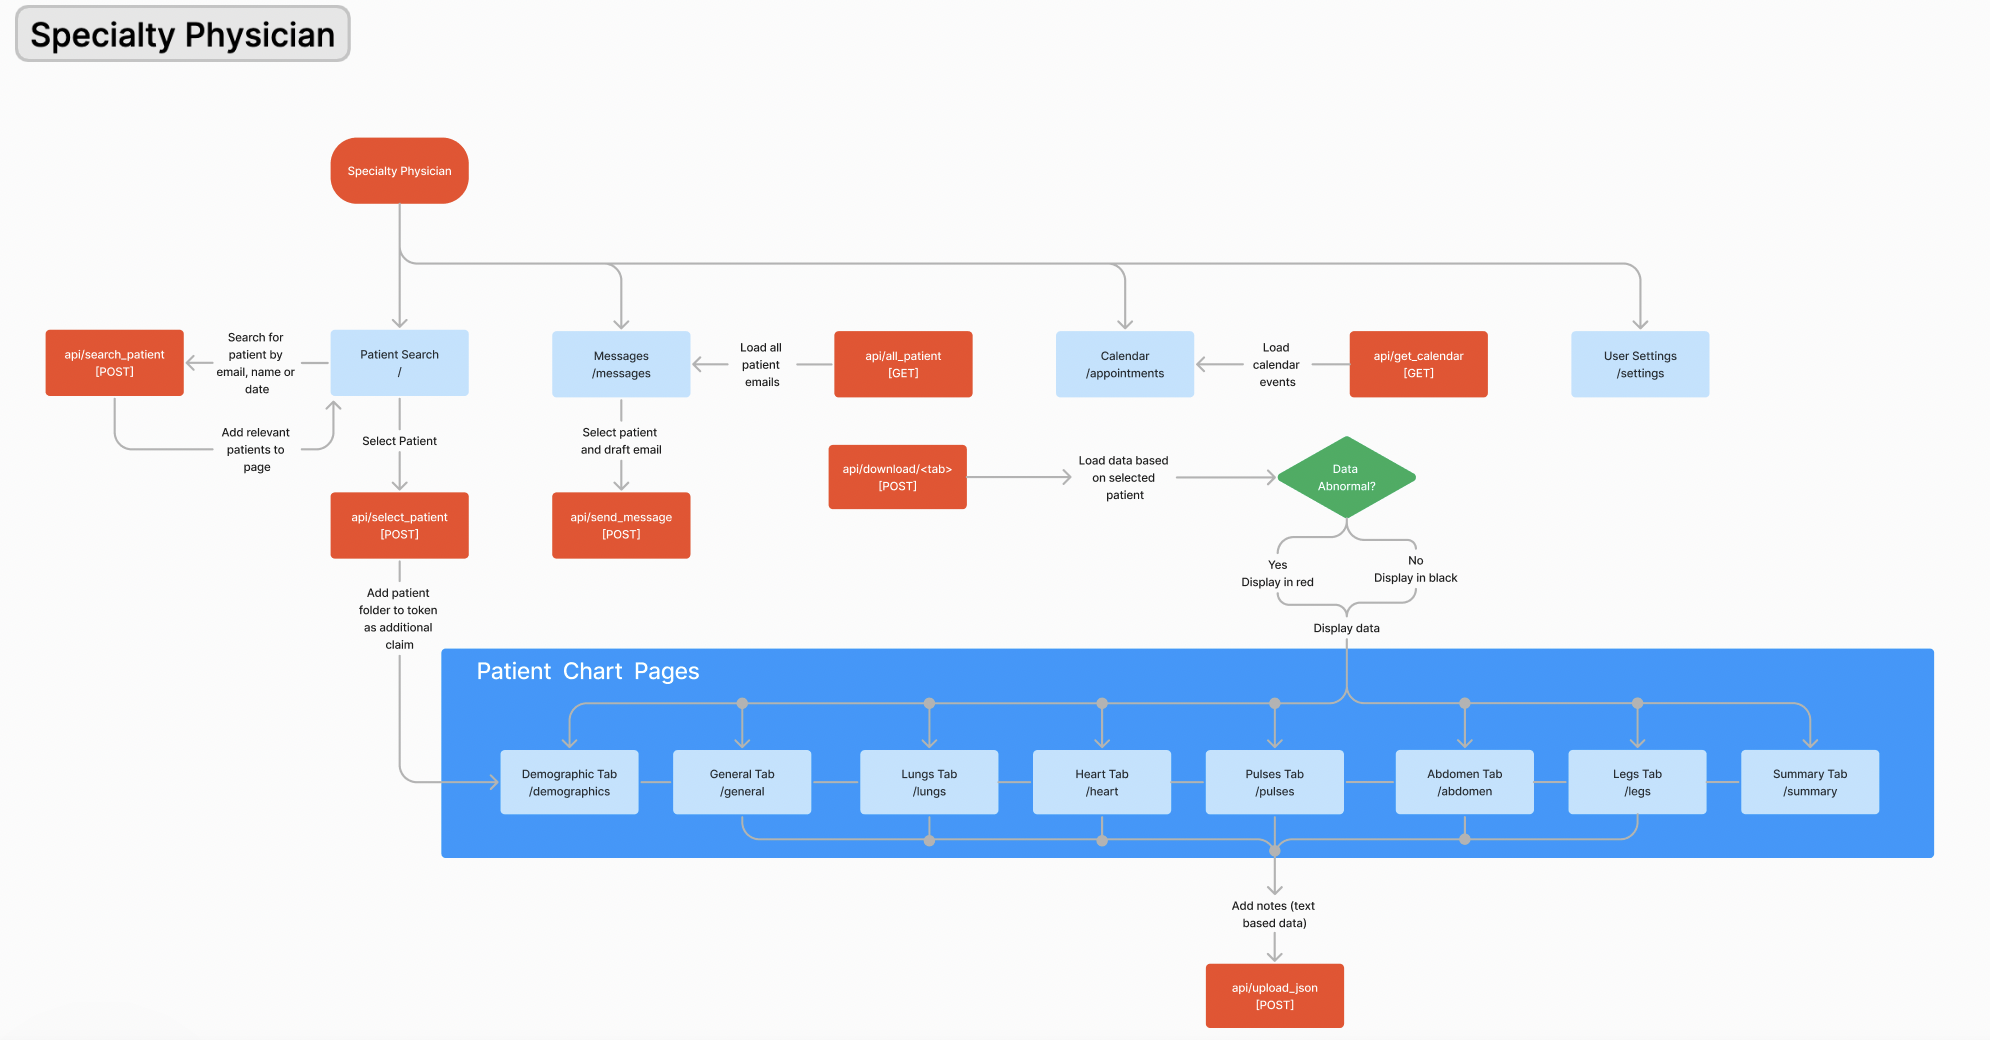 Specialty Physician
Specialty Physician
api/search_patient
[POST]
Search for
patient by
email, name or
date
Patient Search
/
Messages
/messages
Load all
patient
emails
api/all_patient
[GET]
Calendar
/appointments
Load
calendar
events
api/get_calendar
[GET]
User Settings
/settings
Add relevant
patients to
page
Select Patient
Select patient
and draft email
api/download/<tab>
[POST]
Load data based
on selected
patient
Data
Abnormal?
api/select_patient
[POST]
api/send_message
[POST]
Yes
Display in red
No
Display in black
Add patient
folder to token
as additional
claim
Display data
Patient Chart Pages
Demographic Tab
/demographics
General Tab
/general
Lungs Tab
/lungs
Heart Tab
/heart
Pulses Tab
/pulses
Abdomen Tab
/abdomen
Legs Tab
/legs
Summary Tab
/summary
Add notes (text
based data)
api/upload_json
[POST]